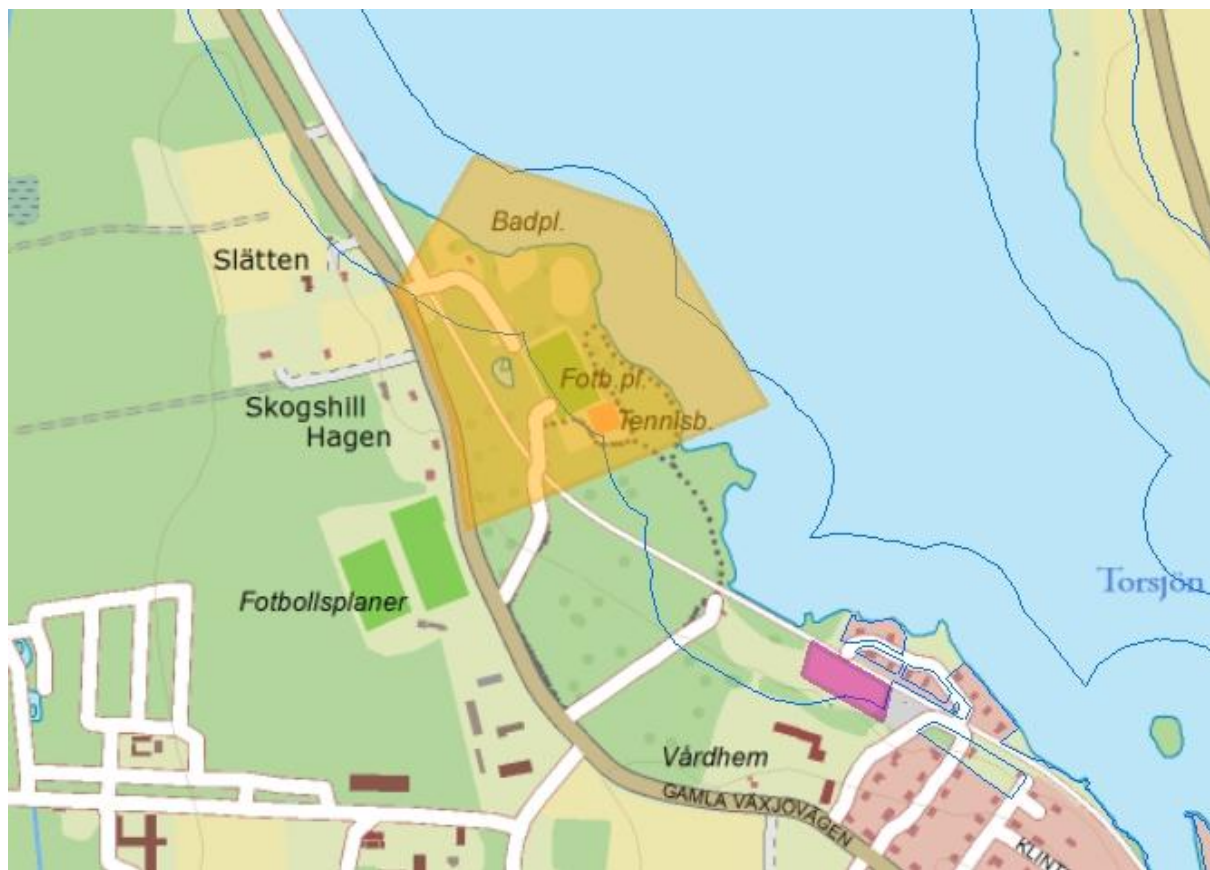 Badpl.
Slätten
Fotb.pl.
Skogshill
Hagen
Tennisb.
Torsjön
Fotbollsplaner
Vårdhem
GAMLA VÄXJÖVÄGEN
KLINT